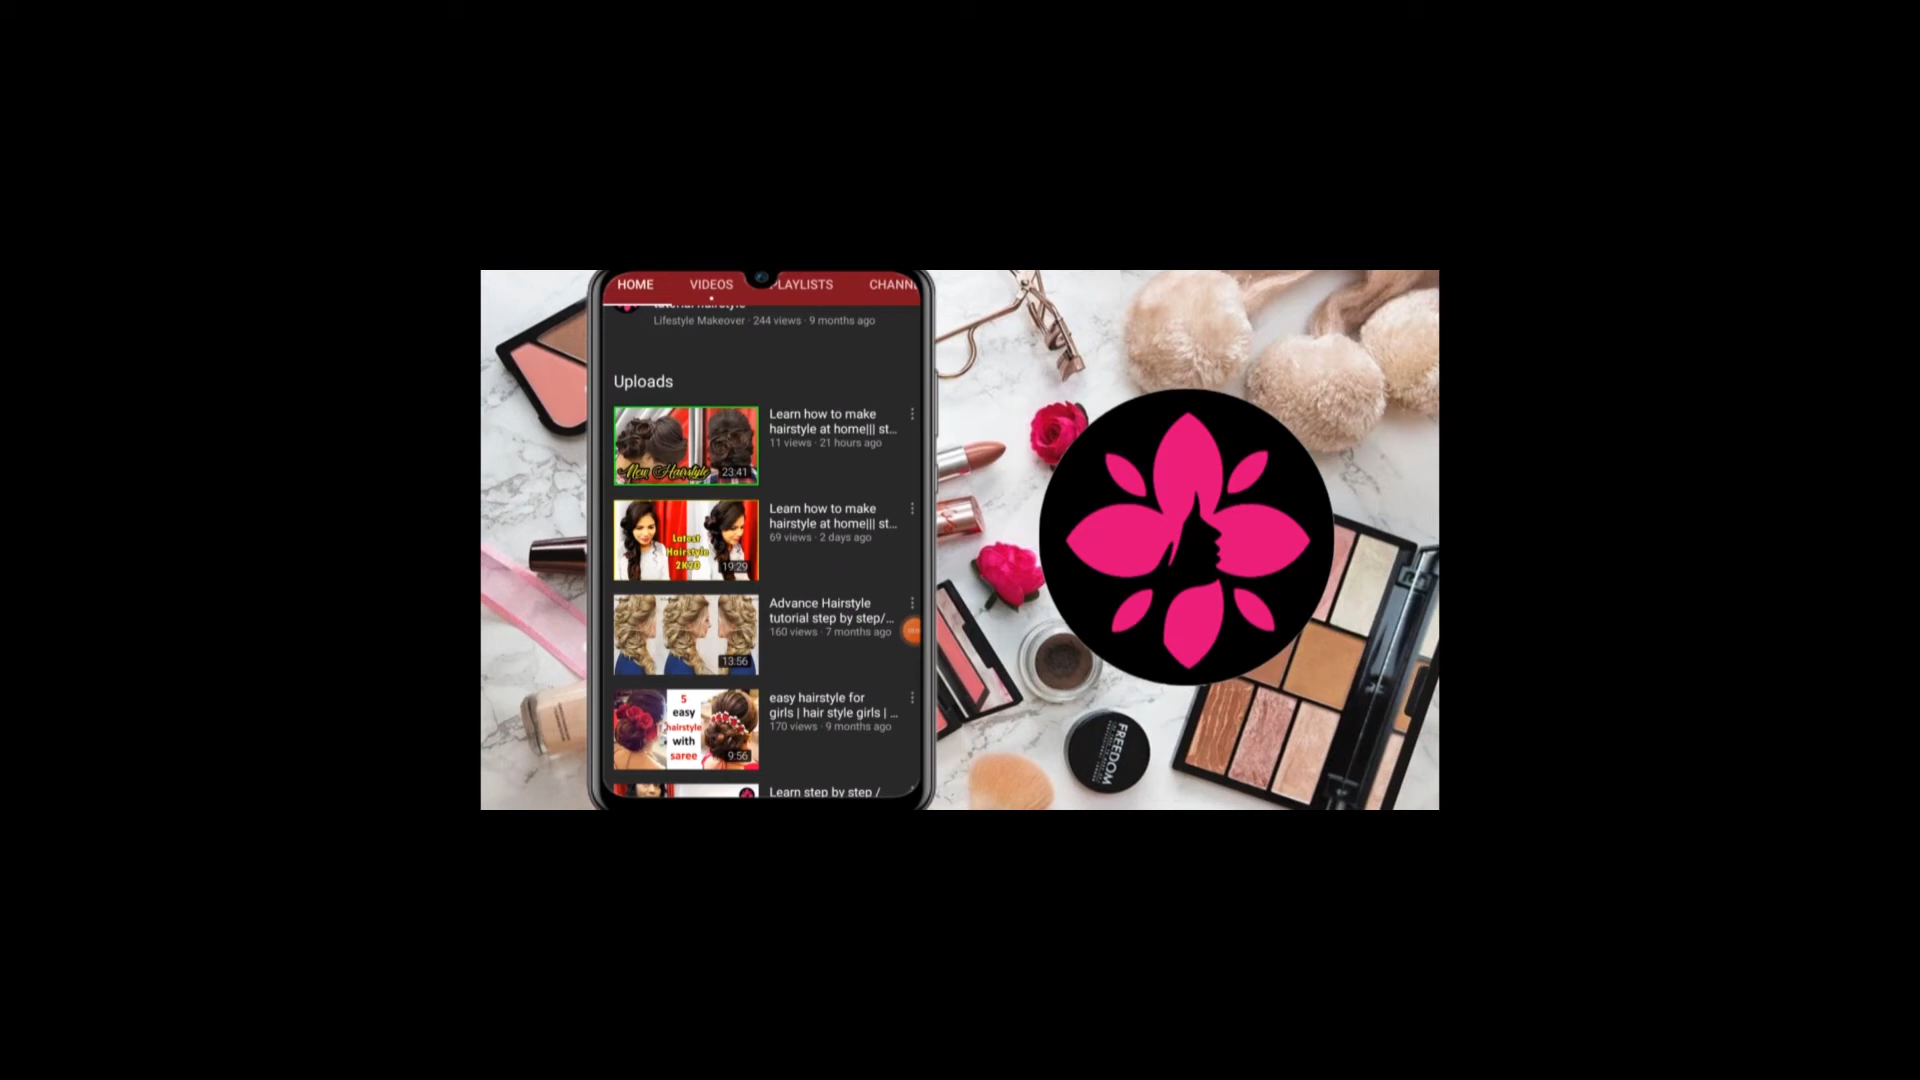 HOME VIDEOS PLAYLISTS CHANN
tutorial hairstyle
Lifestyle Makeover · 244 views · 9 months ago
Uploads
Learn how to make
hairstyle at home||| st...
11 views · 21 hours ago
New Hairstyle
23:41
Learn how to make
hairstyle at home||| st...
69 views · 2 days ago
Latest
Hairstyle
2K20
19:29
Advance Hairstyle
tutorial step by step/...
160 views · 7 months ago
13:56
easy hairstyle for
girls | hair style girls | ...
170 views · 9 months ago
5
easy
hairstyle
with
saree
9:56
Learn step by step /
FREEDOM